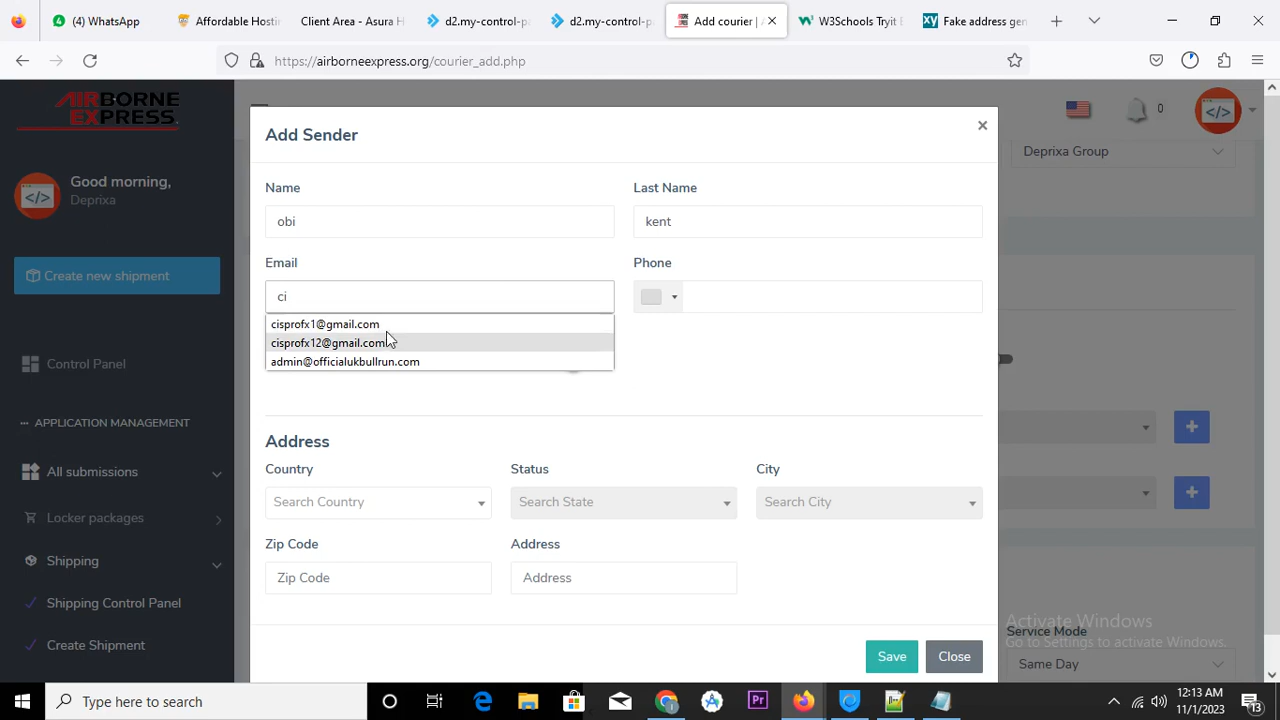 (4) WhatsApp
Affordable Hosti
Client Area - Asura H
d2.my-control-p
d2.my-control-p
Add courier | A
W3Schools Tryit E
Fake address gen
https://airborneexpress.org/courier_add.php
AIRBORNE
EXPRESS
Good morning,
Deprixa
Create new shipment
Control Panel
APPLICATION MANAGEMENT
All submissions
Locker packages
Shipping
Shipping Control Panel
Create Shipment
0
Deprixa Group
Add Sender
Name
Last Name
obi
kent
Email
Phone
ci
cisprofx1@gmail.com
cisprofx12@gmail.com
admin@officialukbullrun.com
Address
Country
Status
City
Search Country
Search State
Search City
Zip Code
Address
Zip Code
Address
Save
Close
Activate Windows
Go to Settings to activate Windows.
Service Mode
Same Day
Type here to search
12:13 AM
11/1/2023
13